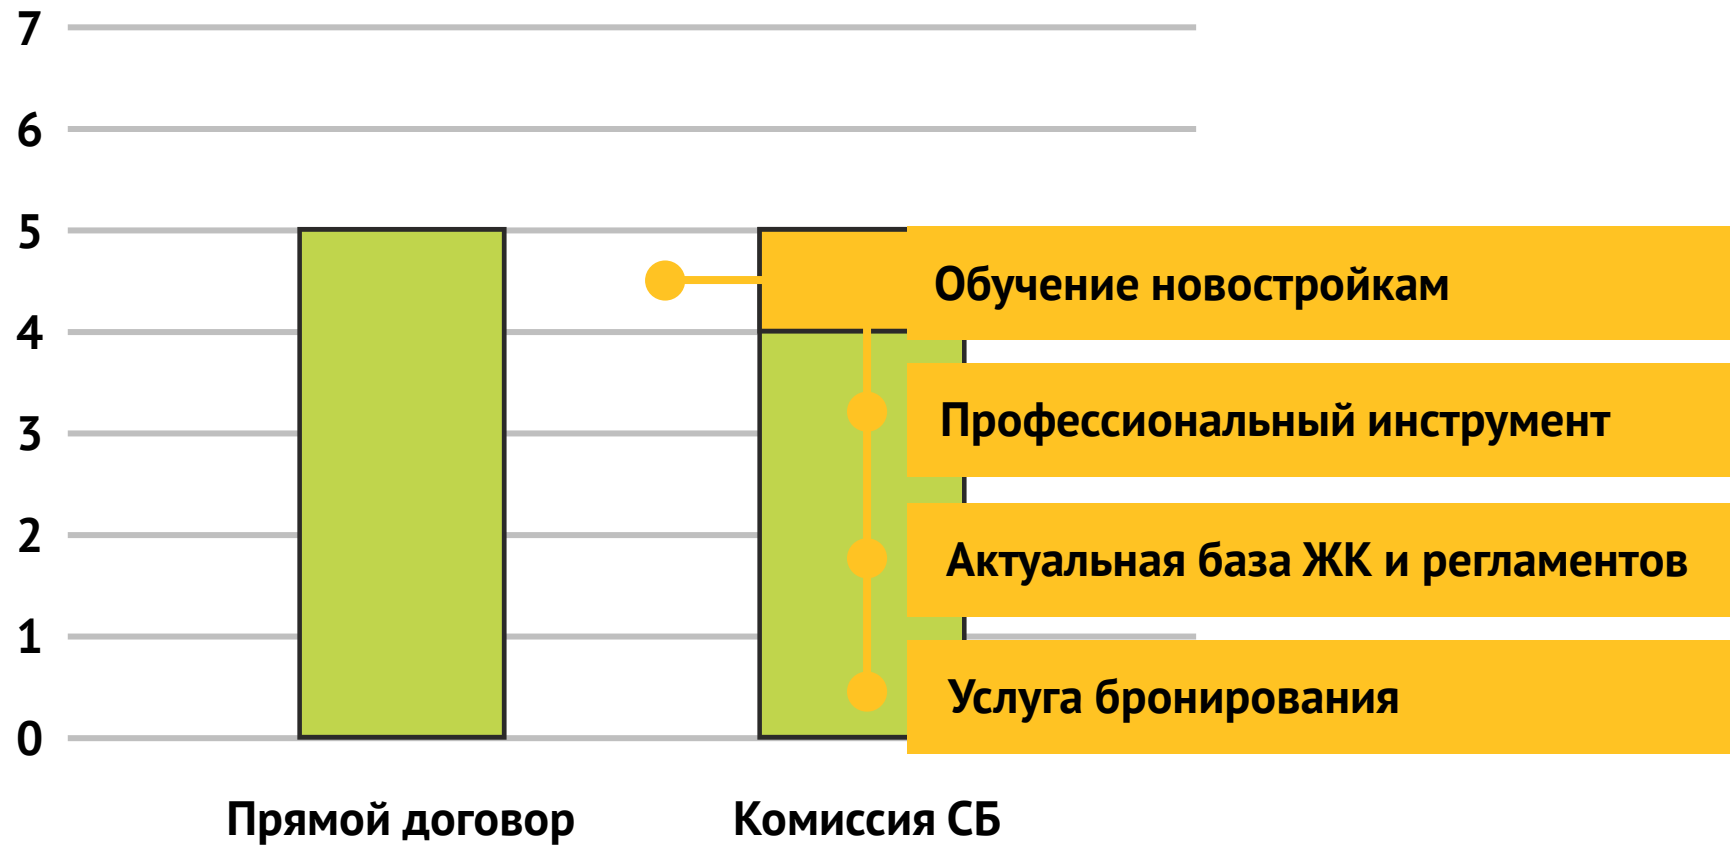 7
6
5
4
3
2
1
0
Обучение новостройкам
Профессиональный инструмент
Актуальная база ЖК и регламентов
Услуга бронирования
Прямой договор
Комиссия СБ